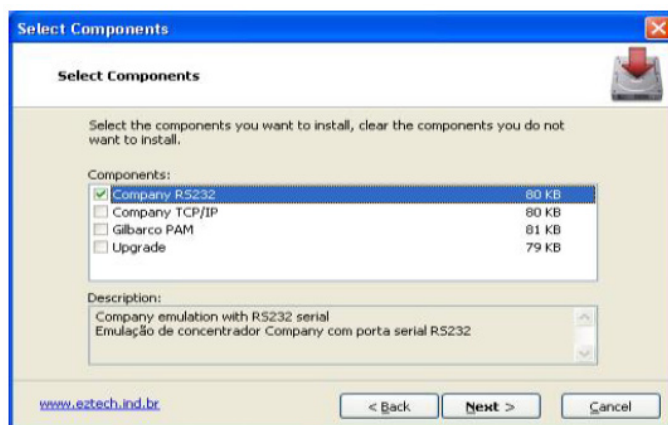 Select Components
Select Components
Select the components you want to install, clear the components you do not
want to install.
Components:
Company RS232 80 KB
Company TCP/IP 80 KB
Gilbarco PAM 81 KB
Upgrade 79 KB
Description:
Company emulation with RS232 serial
Emulação de concentrador Company com porta serial RS232
www.eztech.ind.br
< Back
Next >
Cancel